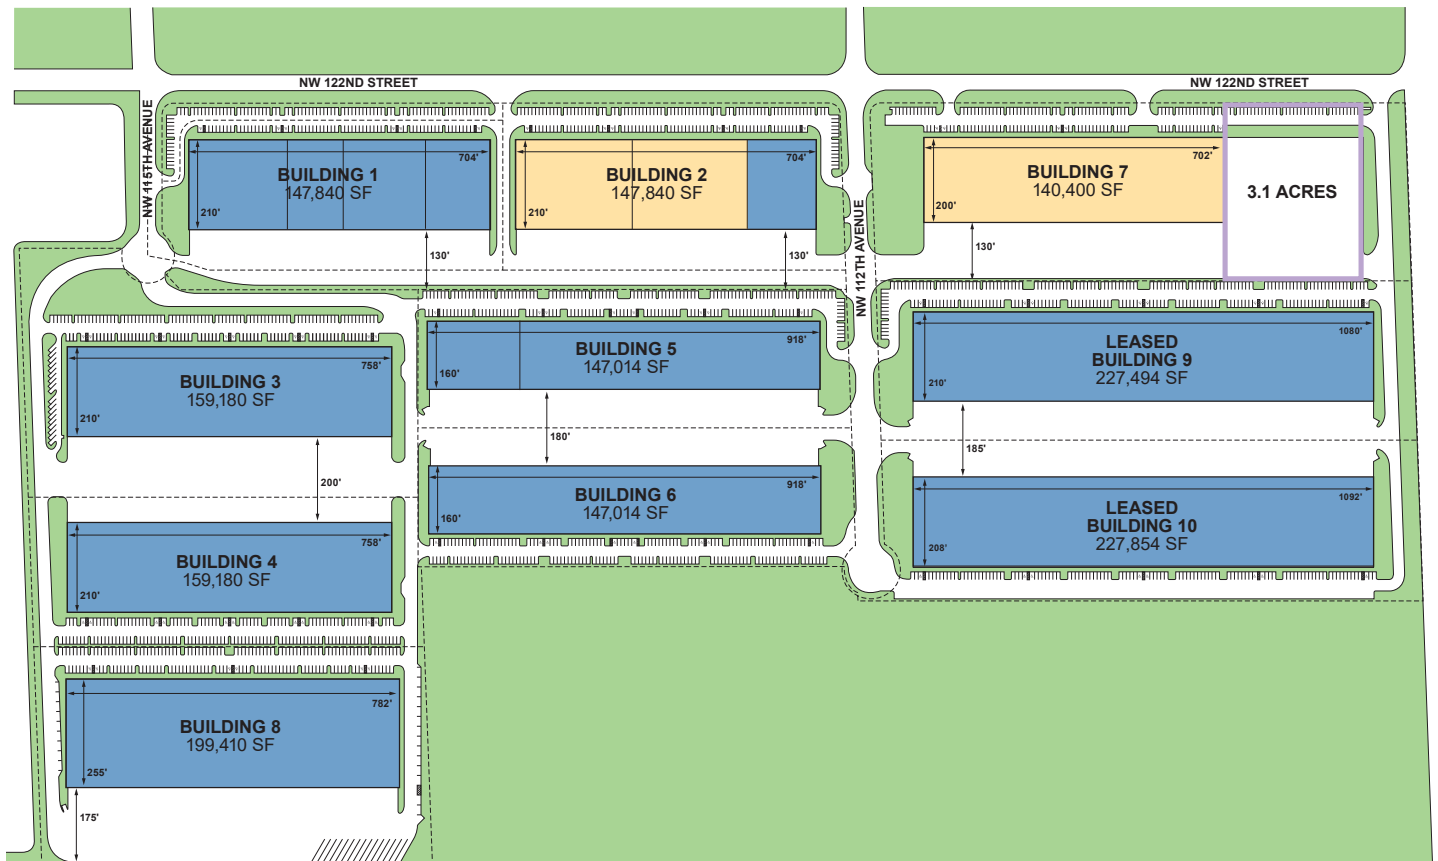 NW 122ND STREET
NW 122ND STREET
NW 115TH AVENUE
704'
BUILDING 1
147,840 SF
210'
130'
704'
BUILDING 2
147,840 SF
210'
130'
NW 112TH AVENUE
702'
BUILDING 7
140,400 SF
200'
130'
3.1 ACRES
758'
BUILDING 3
159,180 SF
210'
200'
918'
BUILDING 5
147,014 SF
160'
180'
1080'
LEASED
BUILDING 9
227,494 SF
210'
185'
758'
BUILDING 4
159,180 SF
210'
918'
BUILDING 6
147,014 SF
160'
1092'
LEASED
BUILDING 10
227,854 SF
208'
782'
BUILDING 8
199,410 SF
255'
175'